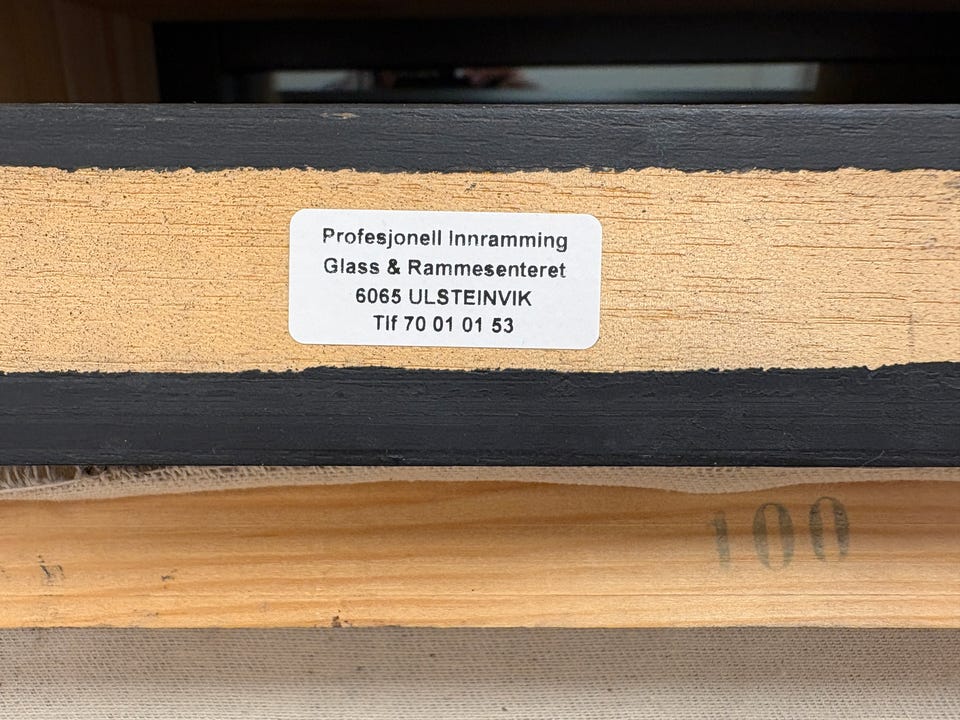 Profesjonell Innramming
Glass & Rammesenteret
6065 ULSTEINVIK
Tlf 70 01 01 53
100